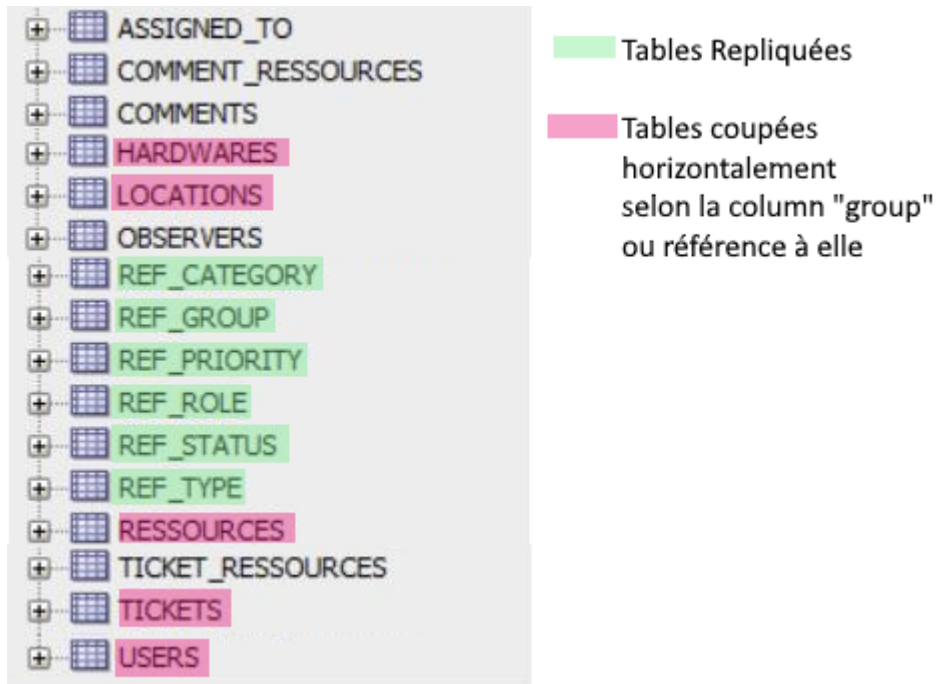 ASSIGNED_TO
COMMENT_RESSOURCES
COMMENTS
HARDWARES
LOCATIONS
OBSERVERS
REF_CATEGORY
REF_GROUP
REF_PRIORITY
REF_ROLE
REF_STATUS
REF_TYPE
RESSOURCES
TICKET_RESSOURCES
TICKETS
USERS
Tables Repliquées
Tables coupées
horizontalement
selon la column "group"
ou référence à elle